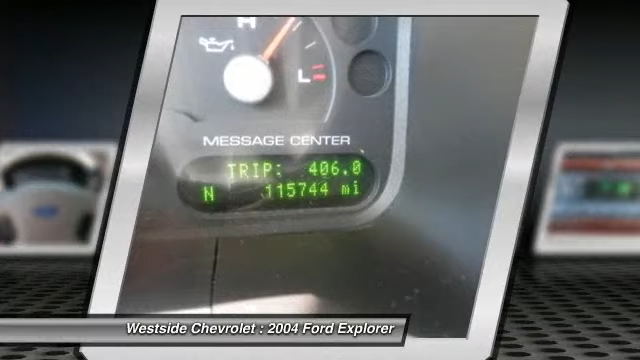 H
L
MESSAGE CENTER
TRIP: 406.0
N 115744 mi
Westside Chevrolet : 2004 Ford Explorer